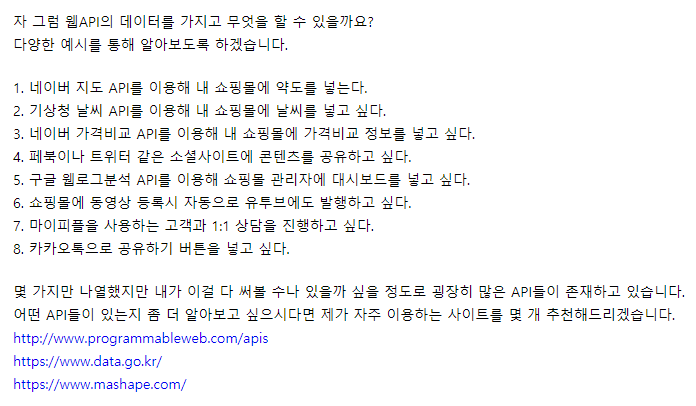 자 그럼 웹API의 데이터를 가지고 무엇을 할 수 있을까요?
다양한 예시를 통해 알아보도록 하겠습니다.
1. 네이버 지도 API를 이용해 내 쇼핑몰에 약도를 넣는다.
2. 기상청 날씨 API를 이용해 내 쇼핑몰에 날씨를 넣고 싶다.
3. 네이버 가격비교 API를 이용해 내 쇼핑몰에 가격비교 정보를 넣고 싶다.
4. 페북이나 트위터 같은 소셜사이트에 콘텐츠를 공유하고 싶다.
5. 구글 웹로그분석 API를 이용해 쇼핑몰 관리자에 대시보드를 넣고 싶다.
6. 쇼핑몰에 동영상 등록시 자동으로 유투브에도 발행하고 싶다.
7. 마이피플을 사용하는 고객과 1:1 상담을 진행하고 싶다.
8. 카카오톡으로 공유하기 버튼을 넣고 싶다.
몇 가지만 나열했지만 내가 이걸 다 써볼 수나 있을까 싶을 정도로 굉장히 많은 API들이 존재하고 있습니다.
어떤 API들이 있는지 좀 더 알아보고 싶으시다면 제가 자주 이용하는 사이트를 몇 개 추천해드리겠습니다.
http://www.programmableweb.com/apis
https://www.data.go.kr/
https://www.mashape.com/